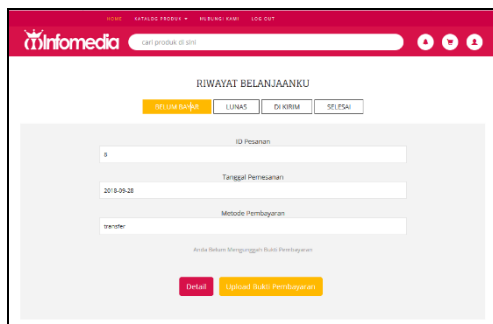 HOME KATALOG PRODUK HUBUNGI KAMI LOG OUT
Infomedia
cari produk di sini
RIWAYAT BELANJAANKU
BELUM BAYAR LUNAS DI KIRIM SELESAI
ID Pesanan
8
Tanggal Pemesanan
2018-09-28
Metode Pembayaran
transfer
Anda Belum Mengunggah Bukti Pembayaran
Detail Upload Bukti Pembayaran